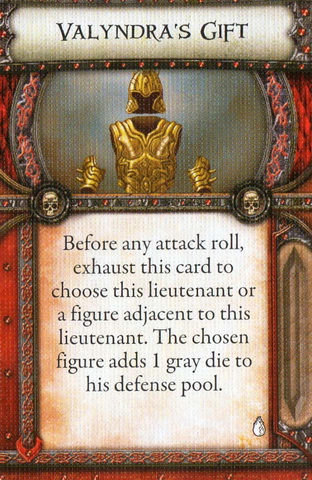 Valyndra's Gift
Before any attack roll,
exhaust this card to
choose this lieutenant or
a figure adjacent to this
lieutenant. The chosen
figure adds 1 gray die to
his defense pool.